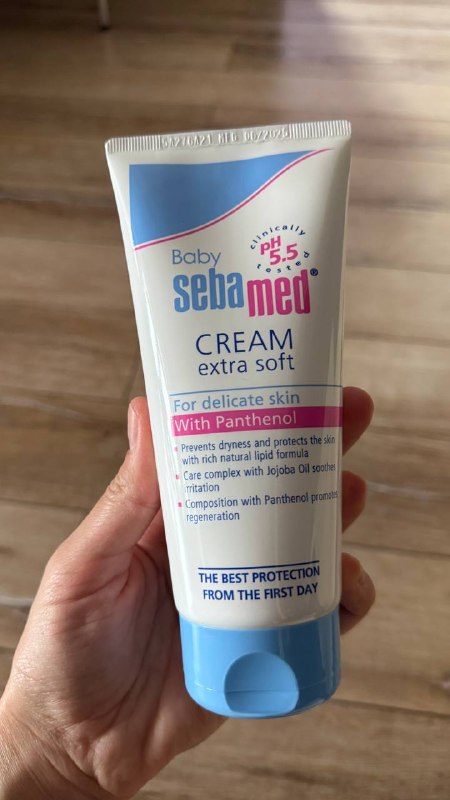 06/2025
Baby
clinically
tested
pH
5.5
sebamed®
CREAM
extra soft
For delicate skin
With Panthenol
Prevents dryness and protects the skin
with rich natural lipid formula
Care complex with Jojoba Oil soothes
irritation
Composition with Panthenol promotes
regeneration
THE BEST PROTECTION
FROM THE FIRST DAY